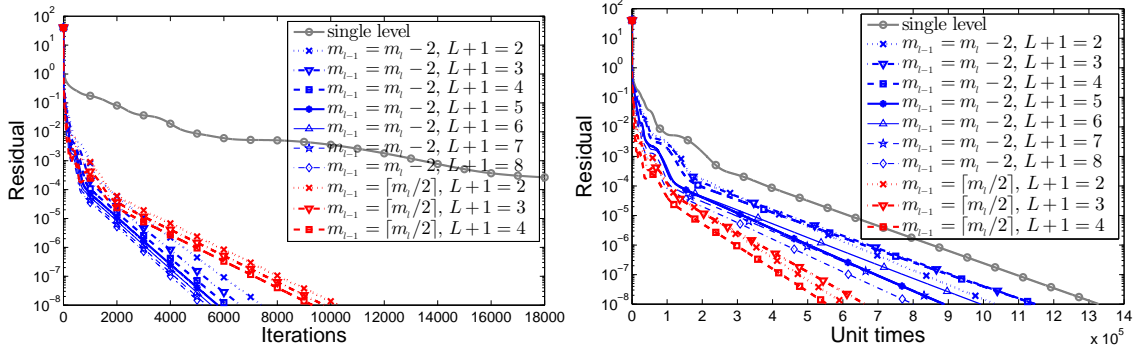 10^2
10^1
10^0
10^-1
10^-2
10^-3
10^-4
10^-5
10^-6
10^-7
10^-8
Residual
0 2000 4000 6000 8000 10000 12000 14000 16000 18000
Iterations
single level
m_{l-1} = m_l - 2, L+1 = 2
m_{l-1} = m_l - 2, L+1 = 3
m_{l-1} = m_l - 2, L+1 = 4
m_{l-1} = m_l - 2, L+1 = 5
m_{l-1} = m_l - 2, L+1 = 6
m_{l-1} = m_l - 2, L+1 = 7
m_{l-1} = m_l - 2, L+1 = 8
m_{l-1} = ⌈m_l/2⌉, L+1 = 2
m_{l-1} = ⌈m_l/2⌉, L+1 = 3
m_{l-1} = ⌈m_l/2⌉, L+1 = 4
10^2
10^1
10^0
10^-1
10^-2
10^-3
10^-4
10^-5
10^-6
10^-7
10^-8
Residual
0 1 2 3 4 5 6 7 8 9 10 11 12 13 14
Unit times
x 10^5
single level
m_{l-1} = m_l - 2, L+1 = 2
m_{l-1} = m_l - 2, L+1 = 3
m_{l-1} = m_l - 2, L+1 = 4
m_{l-1} = m_l - 2, L+1 = 5
m_{l-1} = m_l - 2, L+1 = 6
m_{l-1} = m_l - 2, L+1 = 7
m_{l-1} = m_l - 2, L+1 = 8
m_{l-1} = ⌈m_l/2⌉, L+1 = 2
m_{l-1} = ⌈m_l/2⌉, L+1 = 3
m_{l-1} = ⌈m_l/2⌉, L+1 = 4